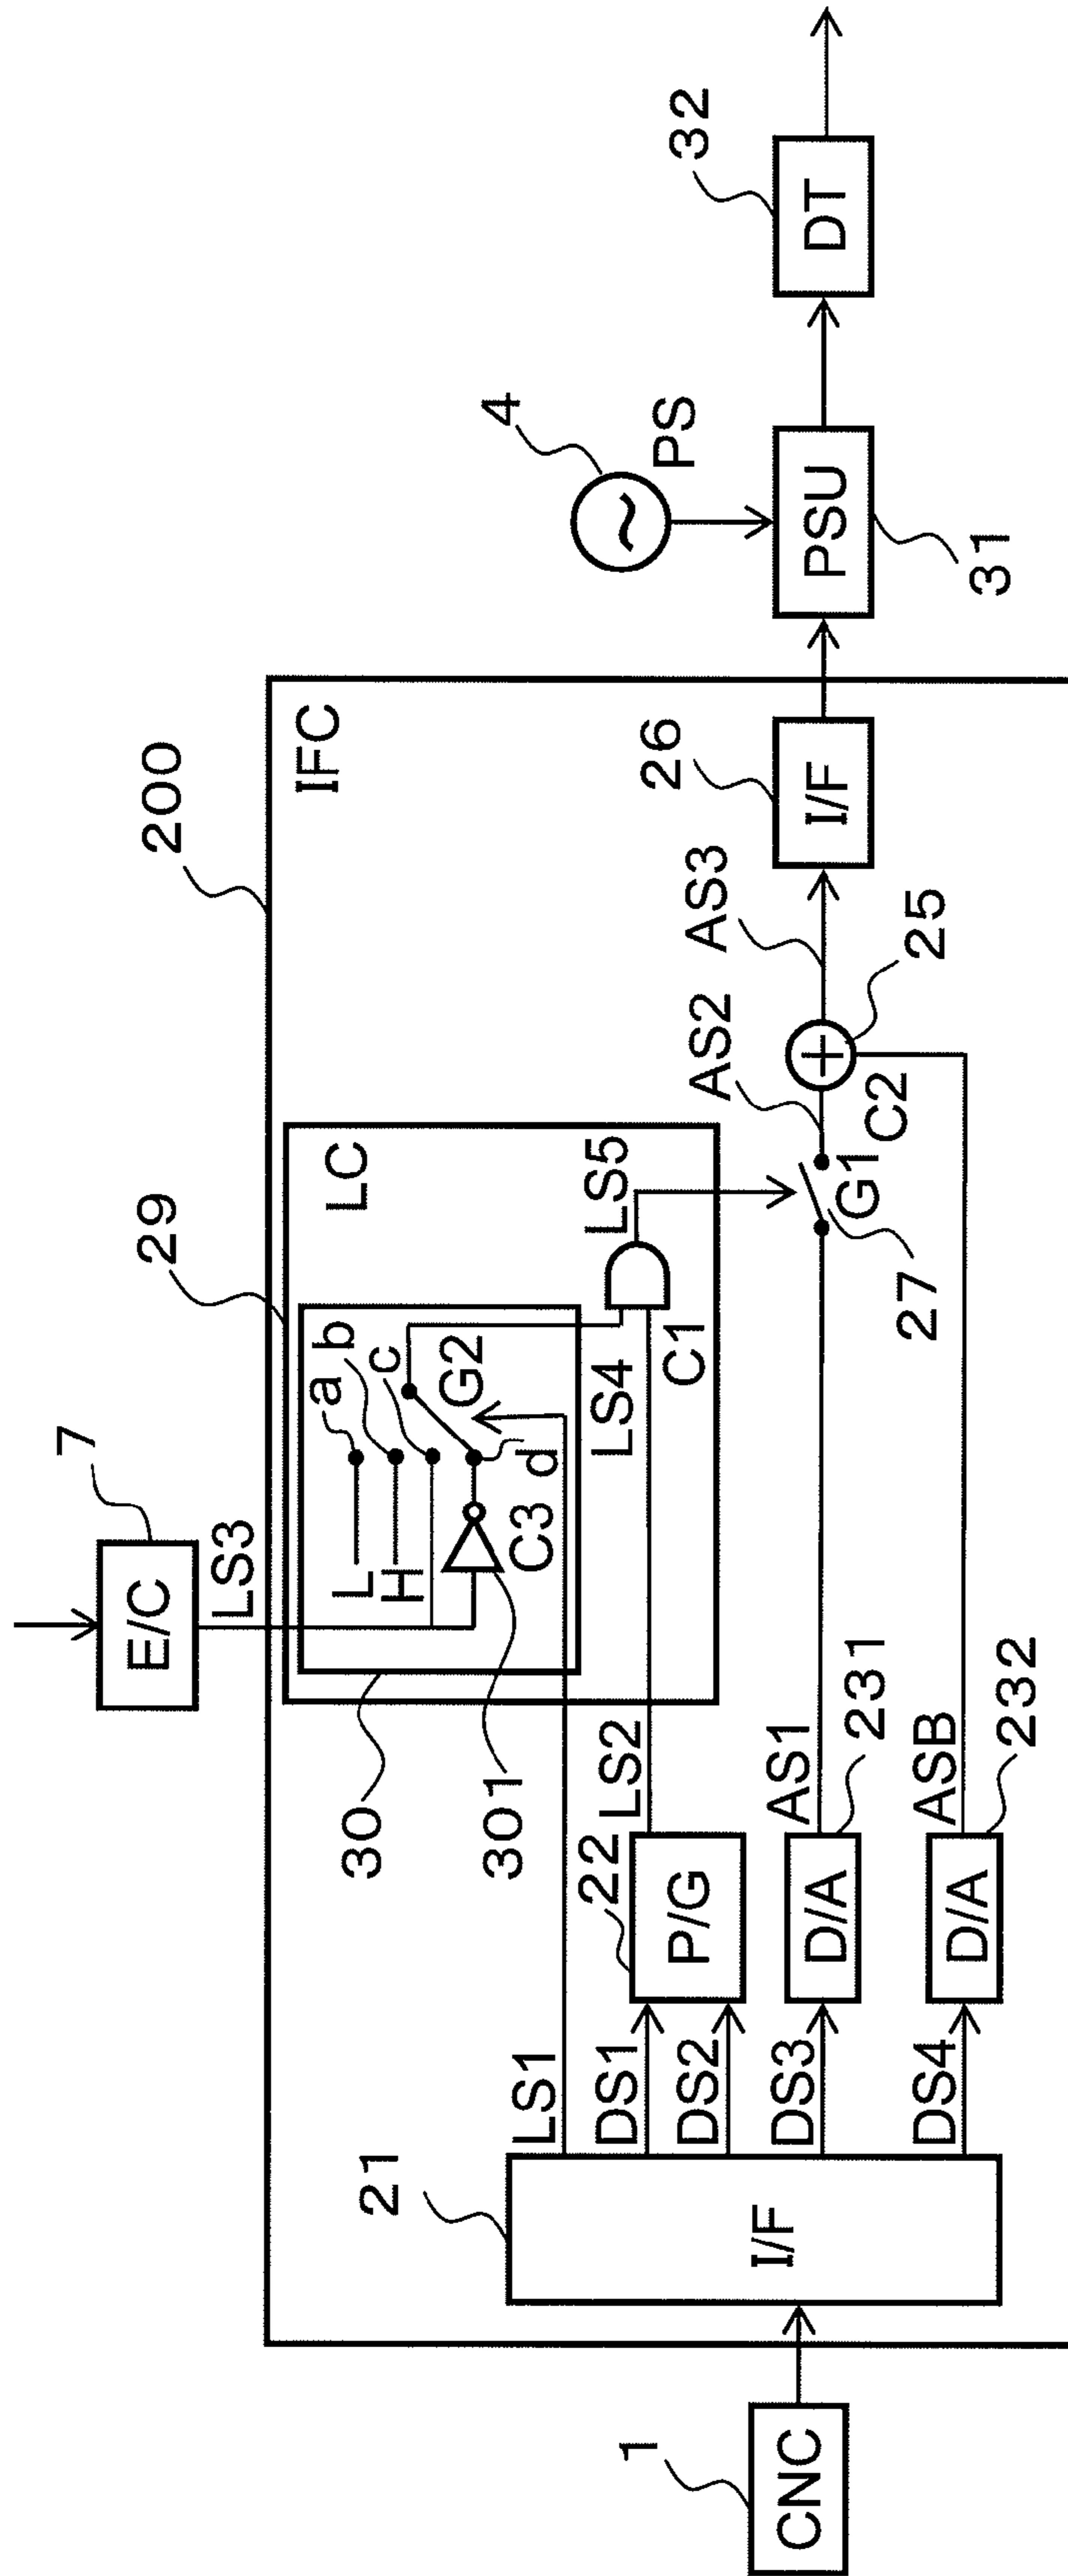 1
CNC
21
I/F
LS1
DS1
DS2
DS3
DS4
22
P/G
LS2
D/A
AS1
231
D/A
ASB
232
7
E/C
LS3
200
IFC
29
LC
30
301
L
H
a
b
c
d
G2
C3
LS4
C1
LS5
G1
27
AS2
C2
25
AS3
26
I/F
4
PS
PSU
31
32
DT